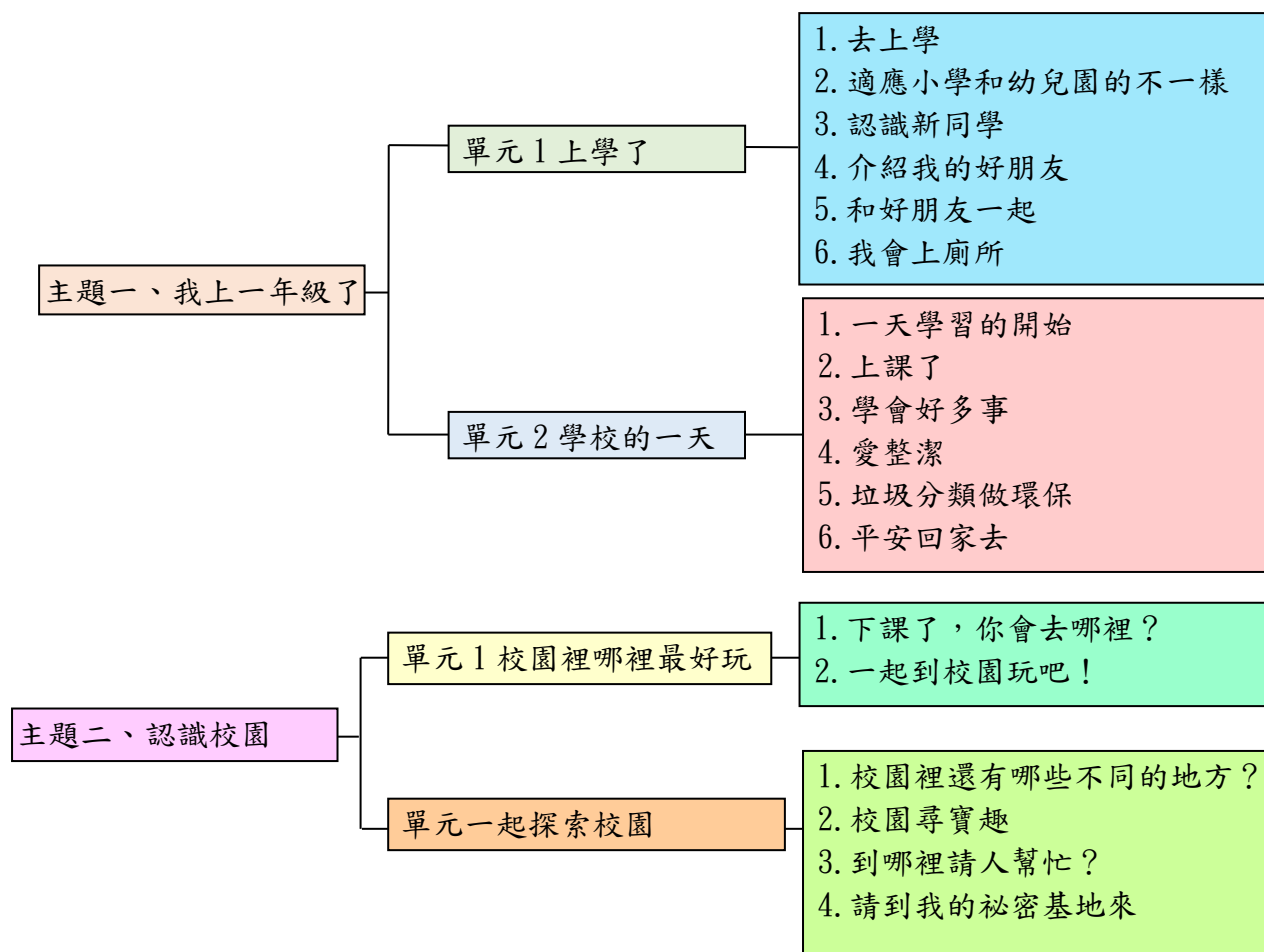 主題一、我上一年級了
單元1上學了
1.去上學
2.適應小學和幼兒園的不一樣
3.認識新同學
4.介紹我的好朋友
5.和好朋友一起
6.我會上廁所
單元2學校的一天
1.一天學習的開始
2.上課了
3.學會好多事
4.愛整潔
5.垃圾分類做環保
6.平安回家去
主題二、認識校園
單元1校園裡哪裡最好玩
1.下課了，你會去哪裡？
2.一起到校園玩吧！
單元一起探索校園
1.校園裡還有哪些不同的地方？
2.校園尋寶趣
3.到哪裡請人幫忙？
4.請到我的祕密基地來